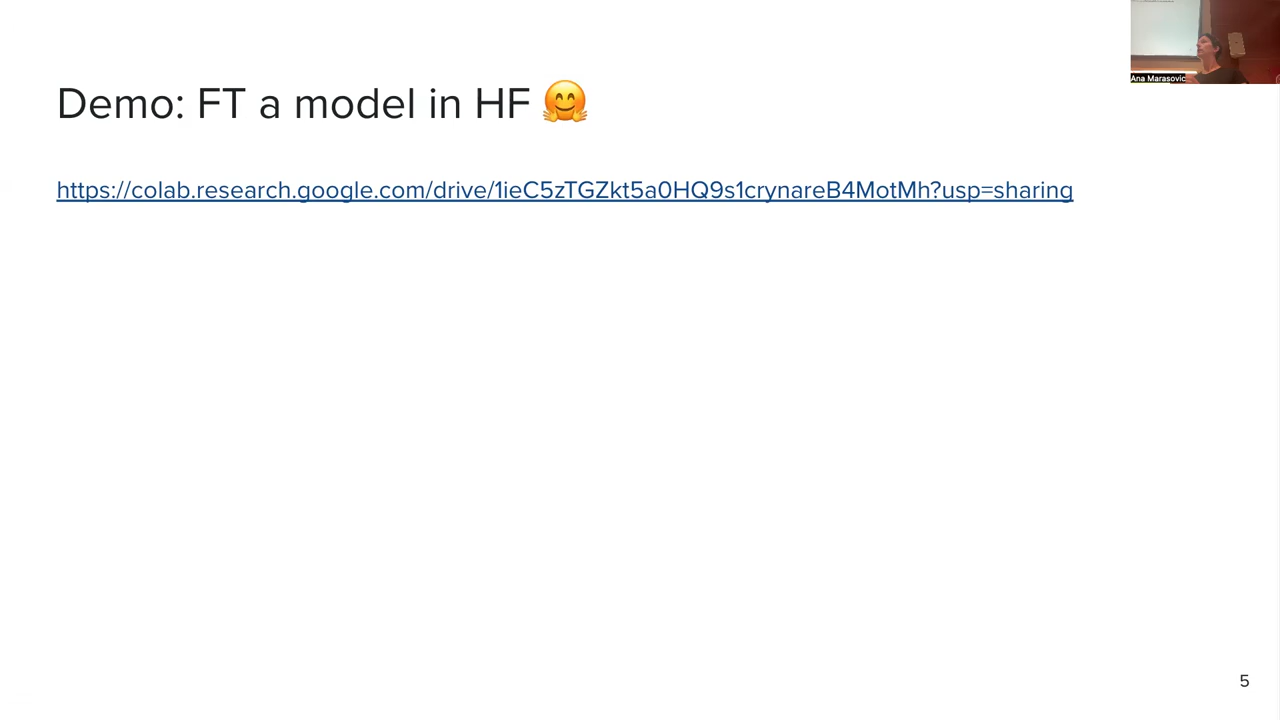 Ana Marasovic
Demo: FT a model in HF 🤗
https://colab.research.google.com/drive/1ieC5zTGZkt5a0HQ9s1crynareB4MotMh?usp=sharing
5